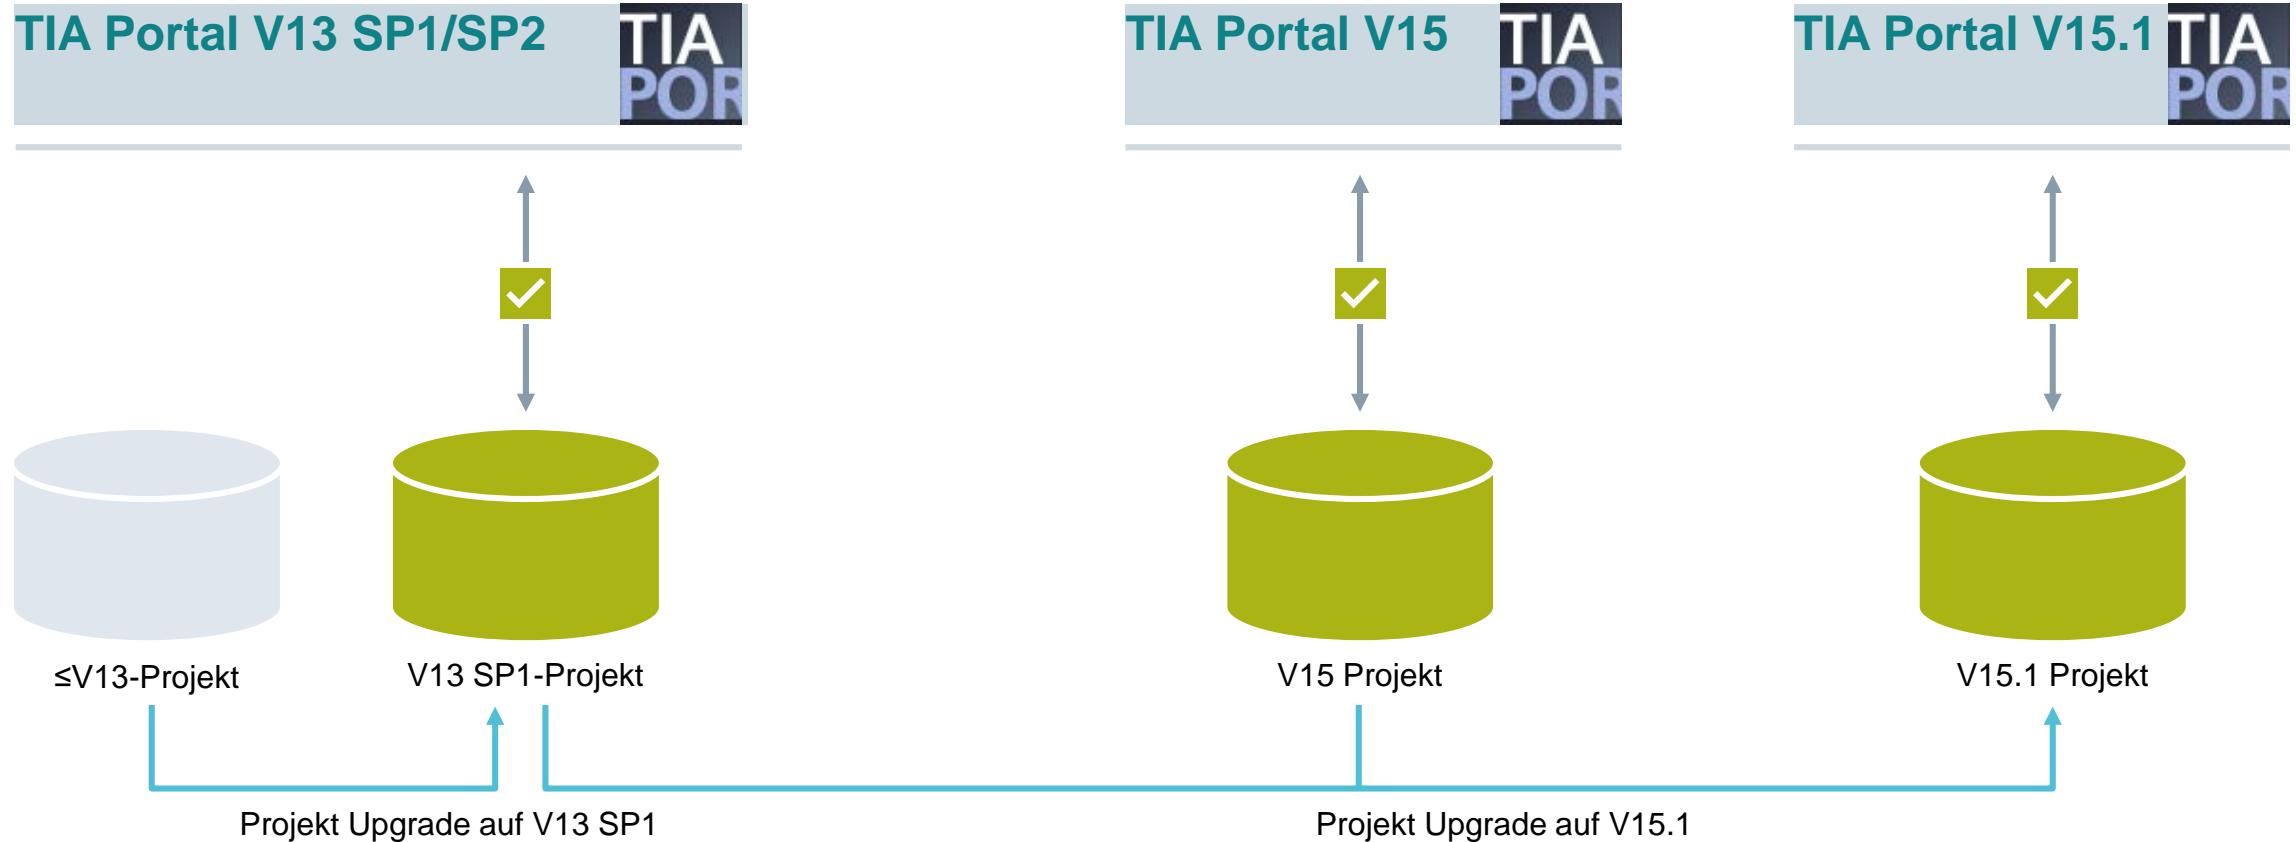 TIA Portal V13 SP1/SP2
TIA
POR
TIA Portal V15
TIA
POR
TIA Portal V15.1
TIA
POR
≤V13-Projekt
V13 SP1-Projekt
V15 Projekt
V15.1 Projekt
Projekt Upgrade auf V13 SP1
Projekt Upgrade auf V15.1